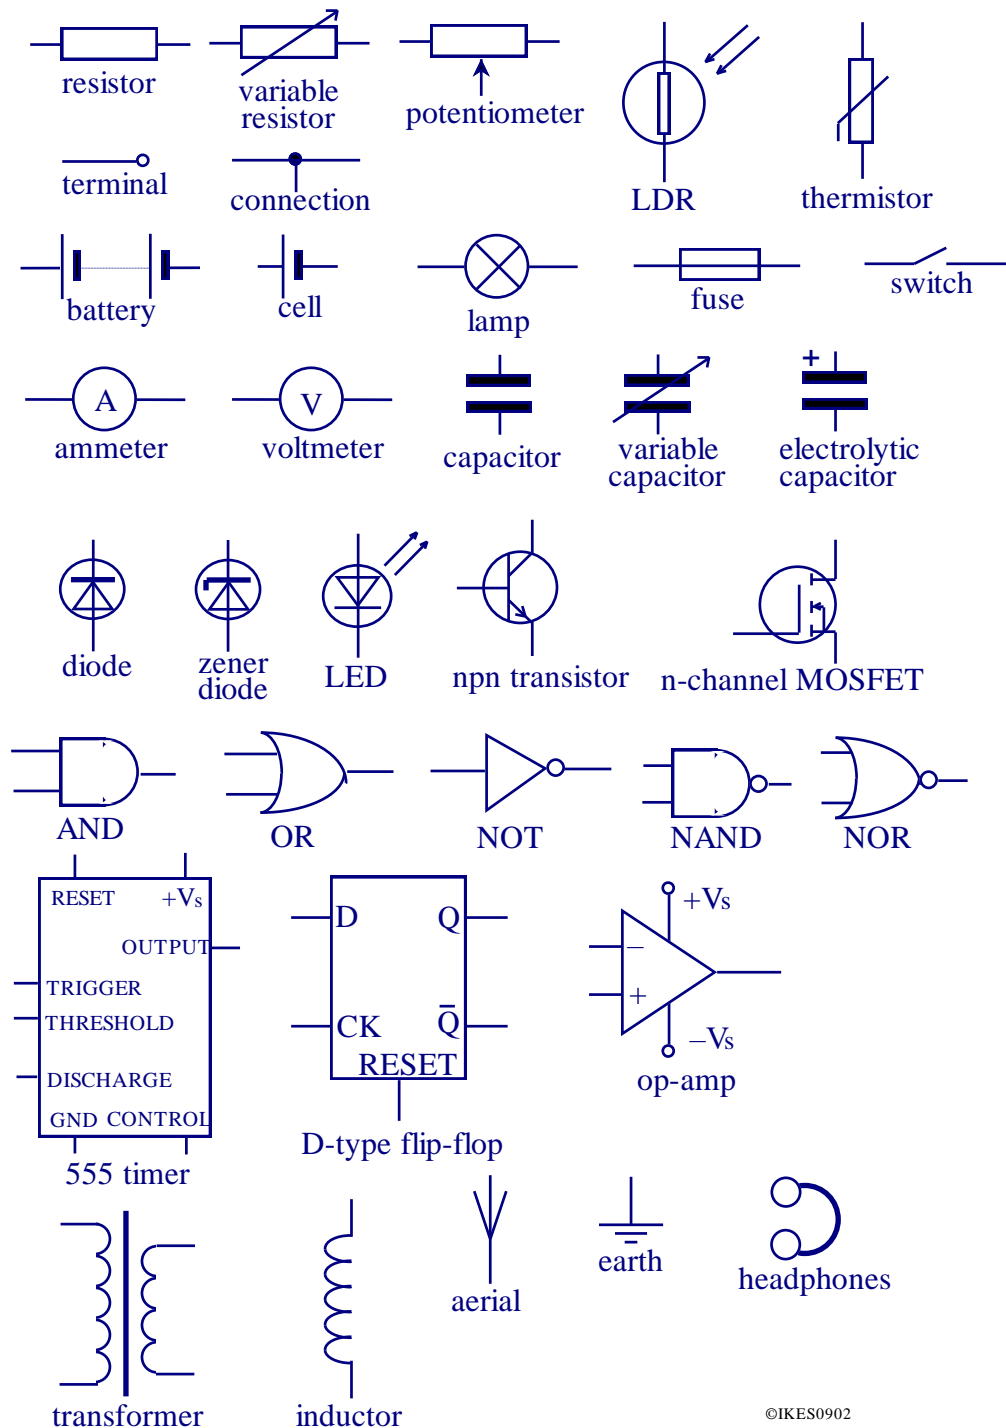 resistor
variable
resistor
potentiometer
LDR
thermistor
terminal
connection
battery
cell
lamp
fuse
switch
A
ammeter
V
voltmeter
capacitor
variable
capacitor
+
electrolytic
capacitor
diode
zener
diode
LED
npn transistor
n-channel MOSFET
AND
OR
NOT
NAND
NOR
RESET +Vs
OUTPUT
TRIGGER
THRESHOLD
DISCHARGE
GND CONTROL
555 timer
D Q
CK Q̅
RESET
D-type flip-flop
+Vs
–
+
–Vs
op-amp
transformer
inductor
aerial
earth
headphones
©IKES0902